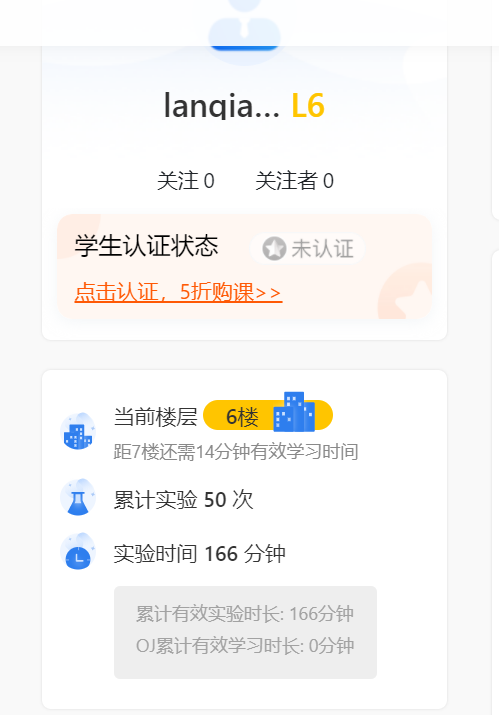 lanqia... L6
关注 0 关注者 0
学生认证状态 未认证
点击认证，5折购课>>
当前楼层 6楼
距7楼还需14分钟有效学习时间
累计实验 50 次
实验时间 166 分钟
累计有效实验时长: 166分钟
OJ累计有效学习时长: 0分钟